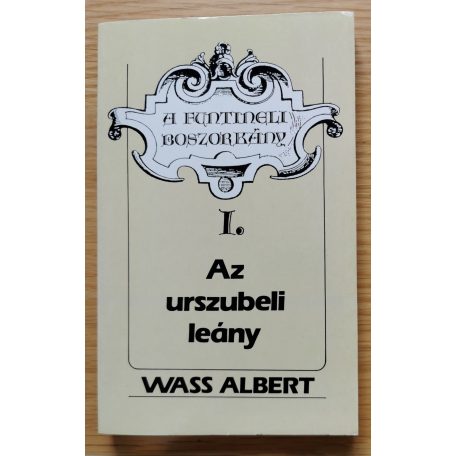 A FUNTINELI
BOSZORKÁNY
I.
Az
urszubeli
leány
WASS ALBERT